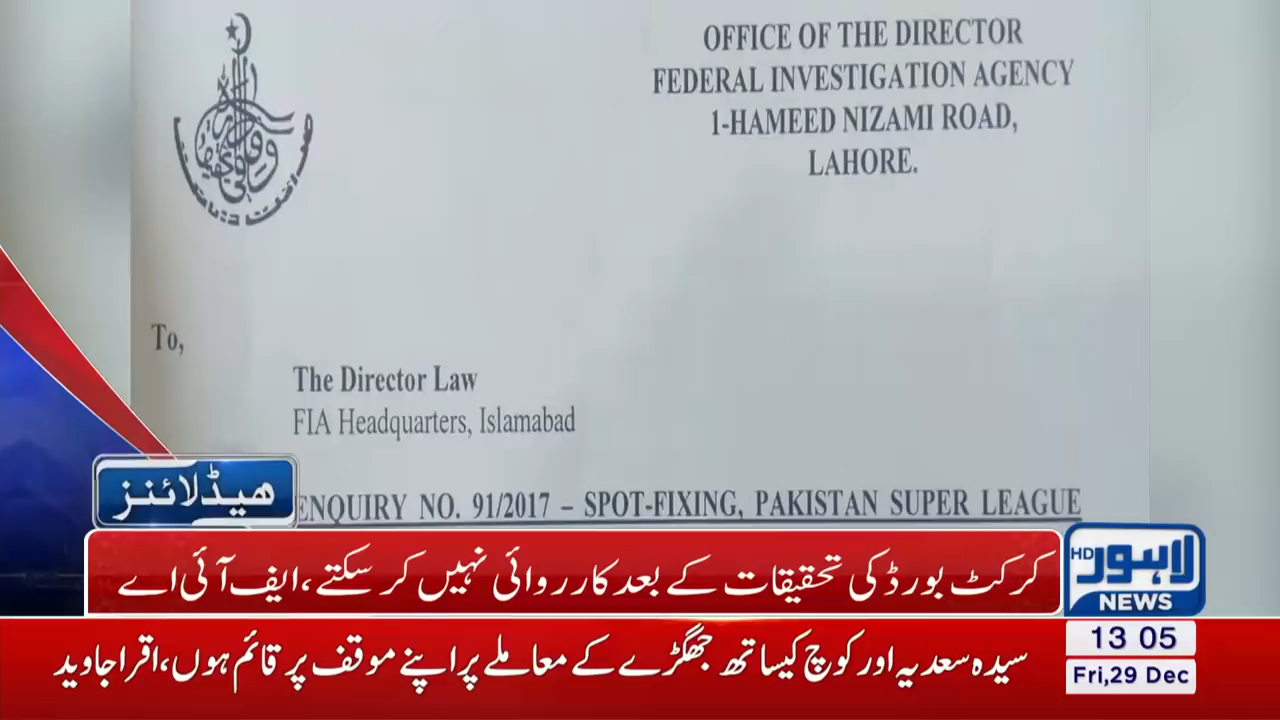 OFFICE OF THE DIRECTOR
FEDERAL INVESTIGATION AGENCY
1-HAMEED NIZAMI ROAD,
LAHORE.
To,
The Director Law
FIA Headquarters, Islamabad
ENQUIRY NO. 91/2017 – SPOT-FIXING, PAKISTAN SUPER LEAGUE
ہیڈلائنز
کرکٹ بورڈ کی تحقیقات کے بعد کارروائی نہیں کر سکتے، ایف آئی اے
HD لاہور
NEWS
13 05
Fri,29 Dec
سیدہ سعدیہ اور کوچ کیساتھ جھگڑے کے معاملے پر اپنے موقف پر قائم ہوں، اقرا جاوید